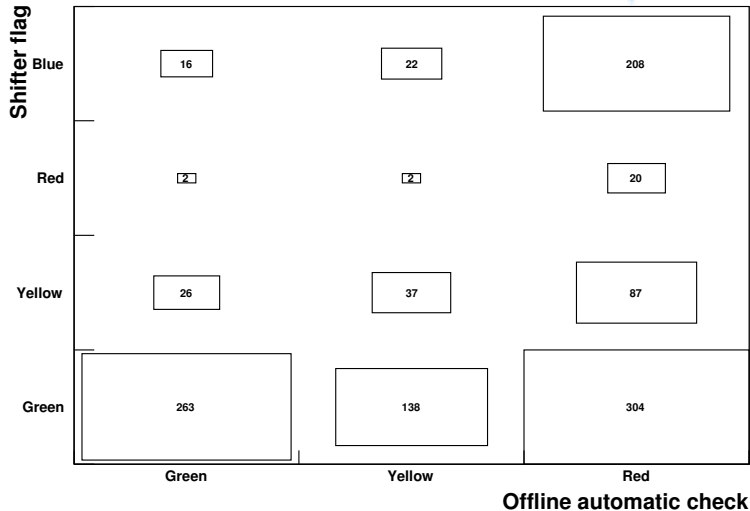 Shifter flag
Blue
16
22
208
Red
2
2
20
Yellow
26
37
87
Green
263
138
304
Green
Yellow
Red
Offline automatic check